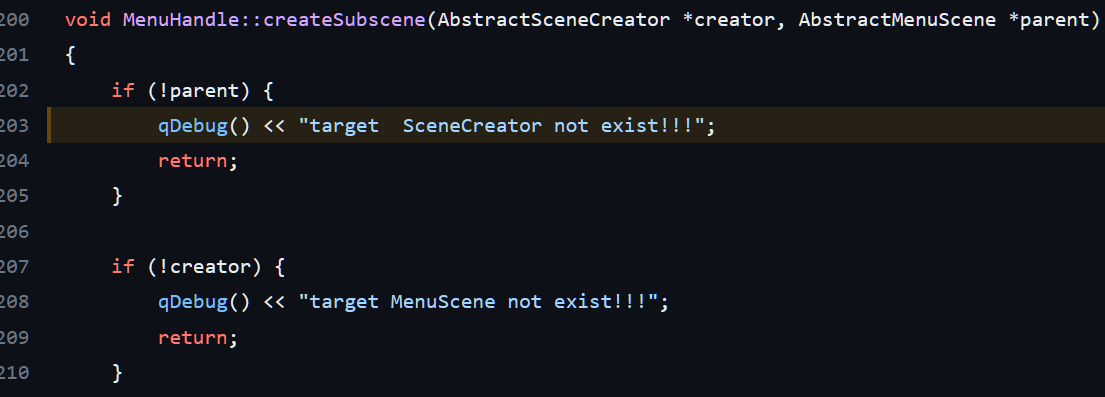 200 void MenuHandle::createSubscene(AbstractSceneCreator *creator, AbstractMenuScene *parent)
201 {
202     if (!parent) {
203         qDebug() << "target  SceneCreator not exist!!!";
204         return;
205     }
206
207     if (!creator) {
208         qDebug() << "target MenuScene not exist!!!";
209         return;
210     }